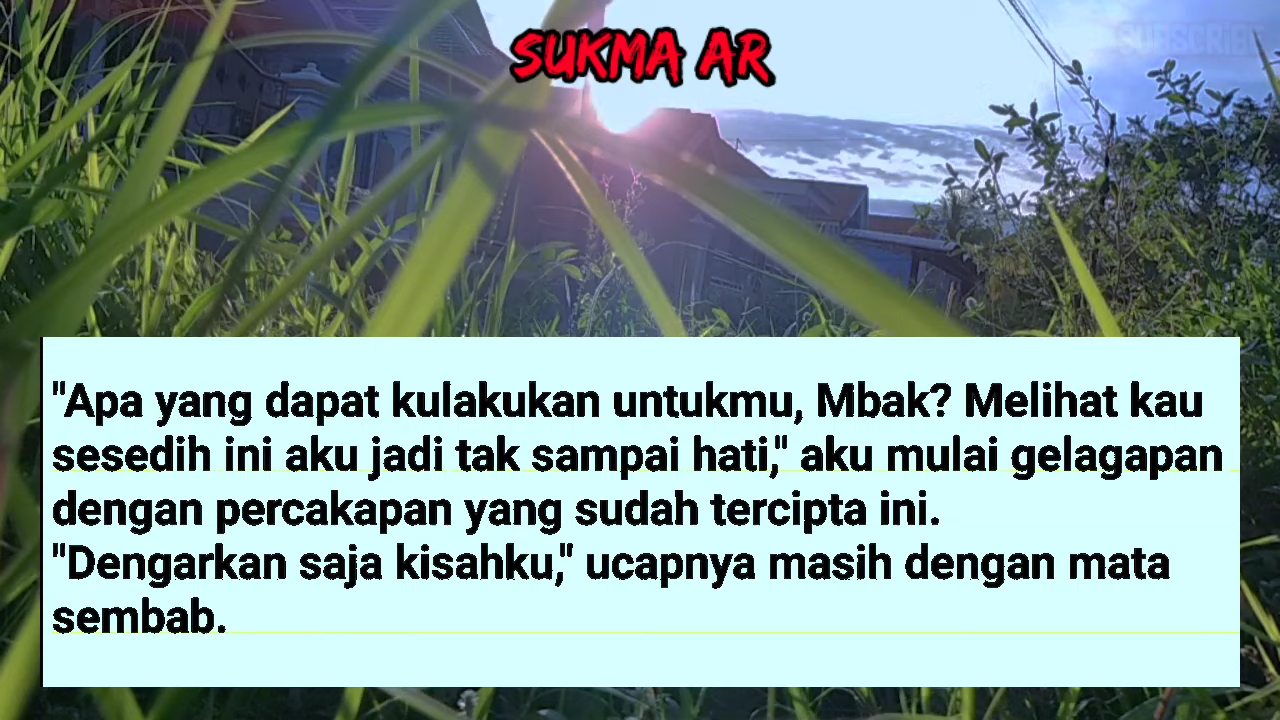 SUKMA AR
SUBSCRIBE
"Apa yang dapat kulakukan untukmu, Mbak? Melihat kau
sesedih ini aku jadi tak sampai hati," aku mulai gelagapan
dengan percakapan yang sudah tercipta ini.
"Dengarkan saja kisahku," ucapnya masih dengan mata
sembab.